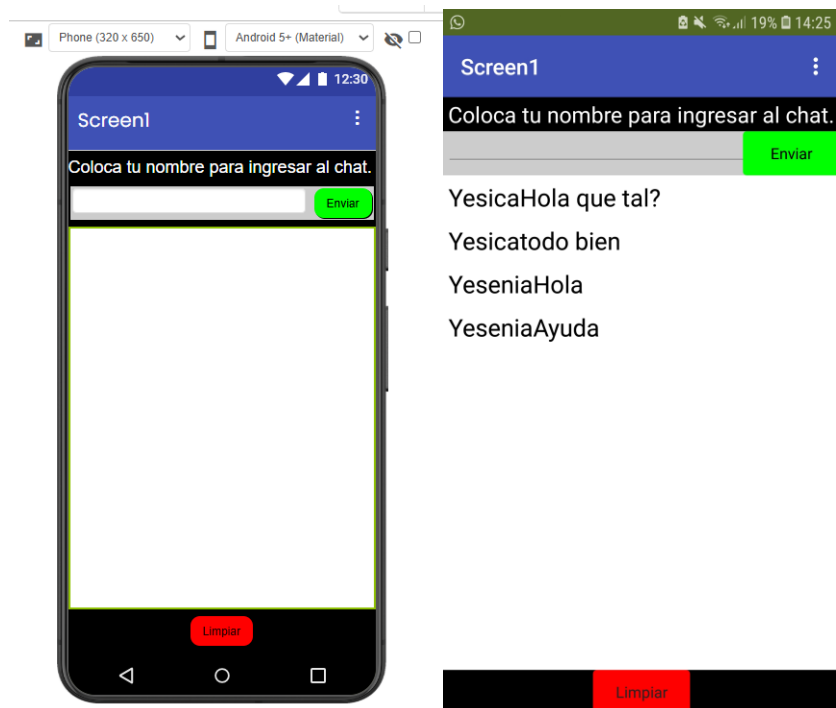 Phone (320 x 650)
Android 5+ (Material)
12:30
Screen1
Coloca tu nombre para ingresar al chat.
Enviar
Limpiar
19% 14:25
Screen1
Coloca tu nombre para ingresar al chat.
Enviar
YesicaHola que tal?
Yesicatodo bien
YeseniaHola
YeseniaAyuda
Limpiar